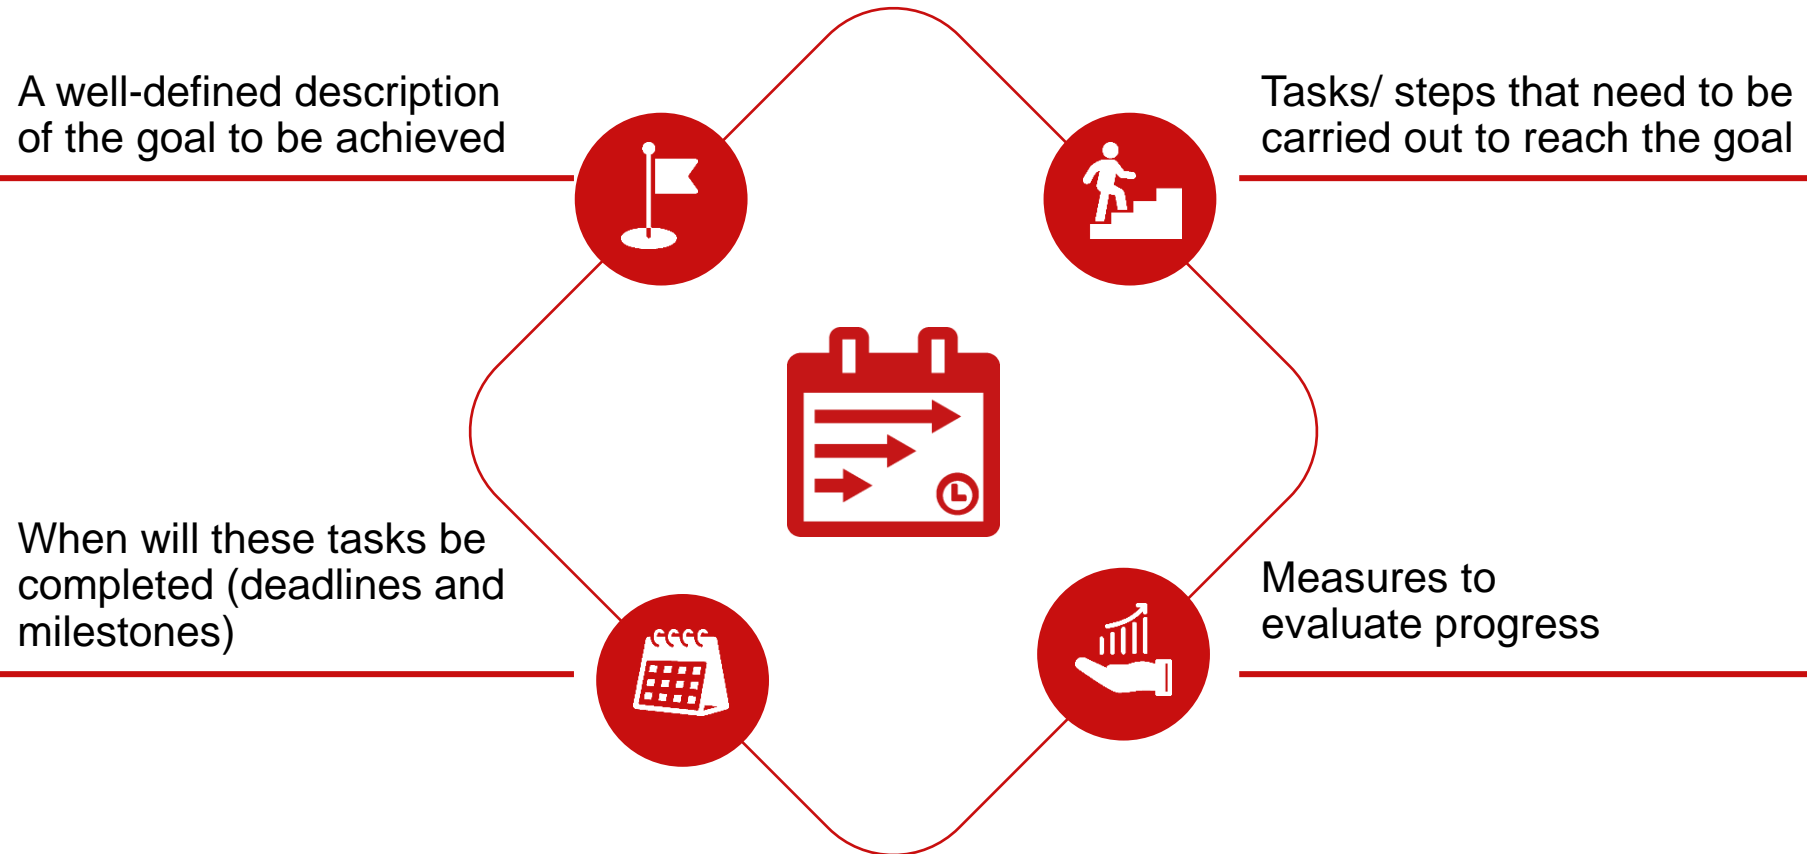 A well-defined description
of the goal to be achieved
Tasks/ steps that need to be
carried out to reach the goal
When will these tasks be
completed (deadlines and
milestones)
Measures to
evaluate progress